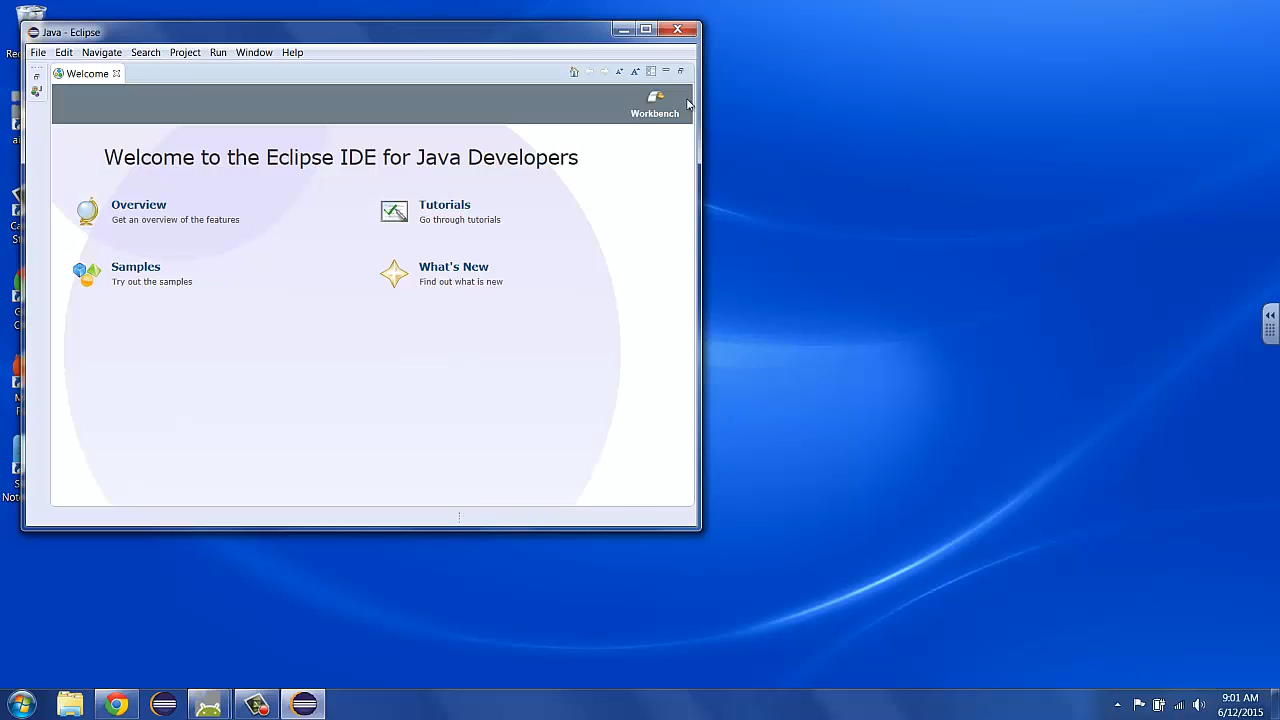 Java - Eclipse
File Edit Navigate Search Project Run Window Help
Welcome
Workbench
Welcome to the Eclipse IDE for Java Developers
Overview
Get an overview of the features
Tutorials
Go through tutorials
Samples
Try out the samples
What's New
Find out what is new
9:01 AM
6/12/2015